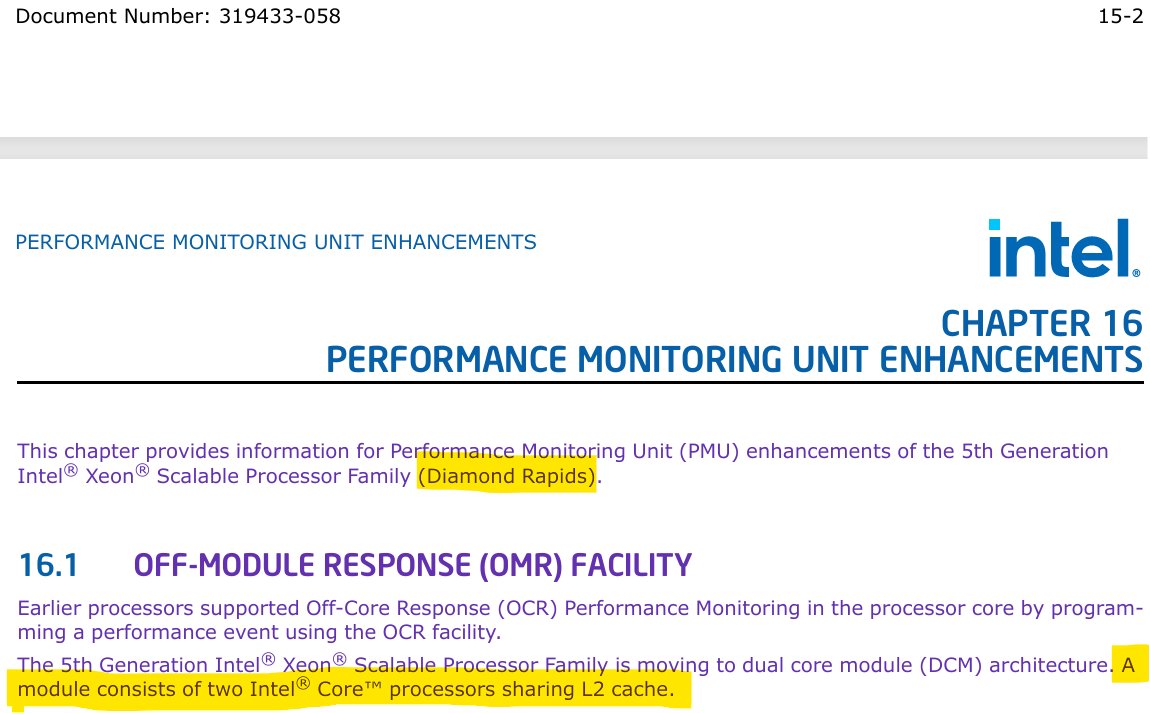 Document Number: 319433-058 15-2
PERFORMANCE MONITORING UNIT ENHANCEMENTS
intel®
CHAPTER 16
PERFORMANCE MONITORING UNIT ENHANCEMENTS
This chapter provides information for Performance Monitoring Unit (PMU) enhancements of the 5th Generation
Intel® Xeon® Scalable Processor Family (Diamond Rapids).
16.1 OFF-MODULE RESPONSE (OMR) FACILITY
Earlier processors supported Off-Core Response (OCR) Performance Monitoring in the processor core by program-
ming a performance event using the OCR facility.
The 5th Generation Intel® Xeon® Scalable Processor Family is moving to dual core module (DCM) architecture. A
module consists of two Intel® Core™ processors sharing L2 cache.